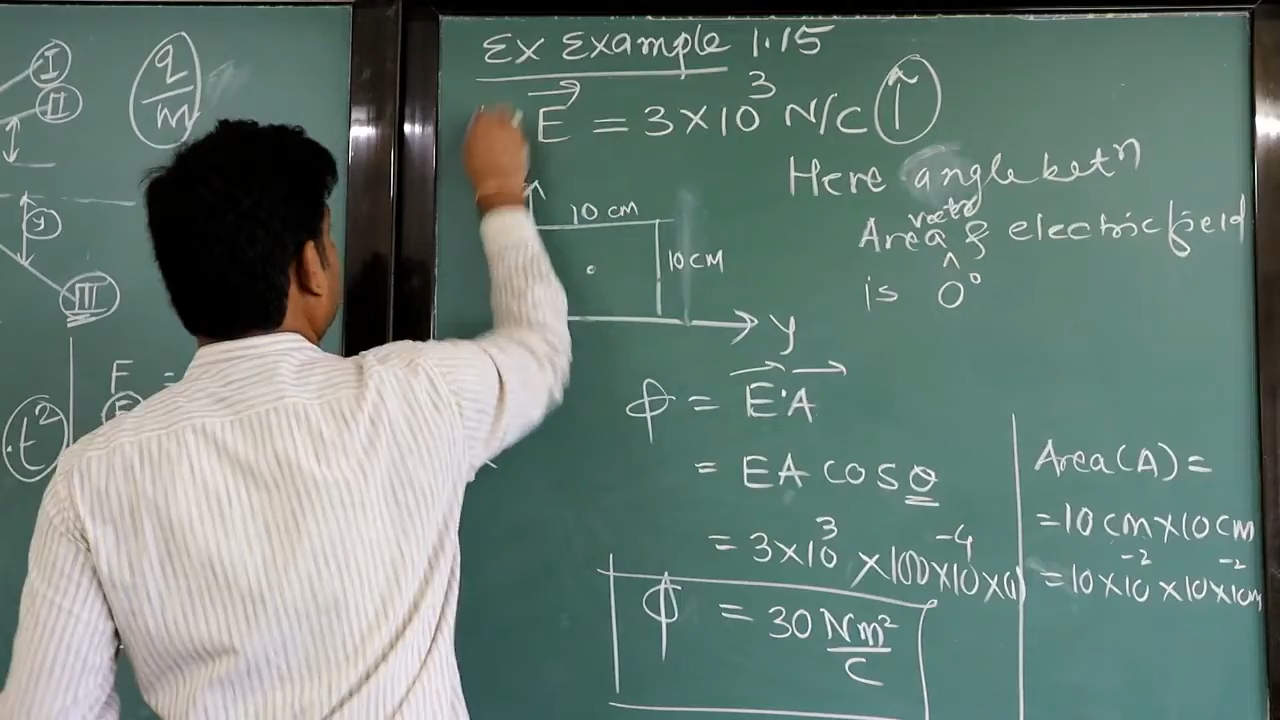 I
II
q/m
y
III
F =
t²
Ex Example 1.15
E⃗ = 3×10³ N/C î
Here angle betn
Area vector & electric field
is 0°
10 cm
10 CM
y
ϕ = E⃗·A⃗
= EA cosθ
= 3×10³ ×100×10⁻⁴×(1)
ϕ = 30 Nm²/C
Area(A) =
=10 cm×10 cm
=10×10⁻²×10×10⁻²m